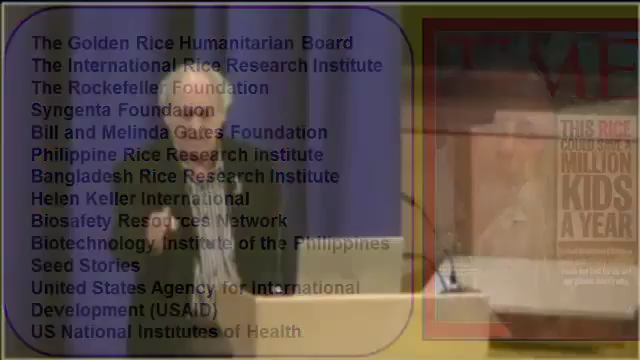 The Golden Rice Humanitarian Board
The International Rice Research Institute
The Rockefeller Foundation
Syngenta Foundation
Bill and Melinda Gates Foundation
Philippine Rice Research institute
Bangladesh Rice Research Institute
Helen Keller International
Biosafety Resources Network
Biotechnology Institute of the Philippines
Seed Stories
United States Agency for International
Development (USAID)
US National Institutes of Health
TIME
THIS RICE
COULD SAVE A
MILLION
KIDS
A YEAR